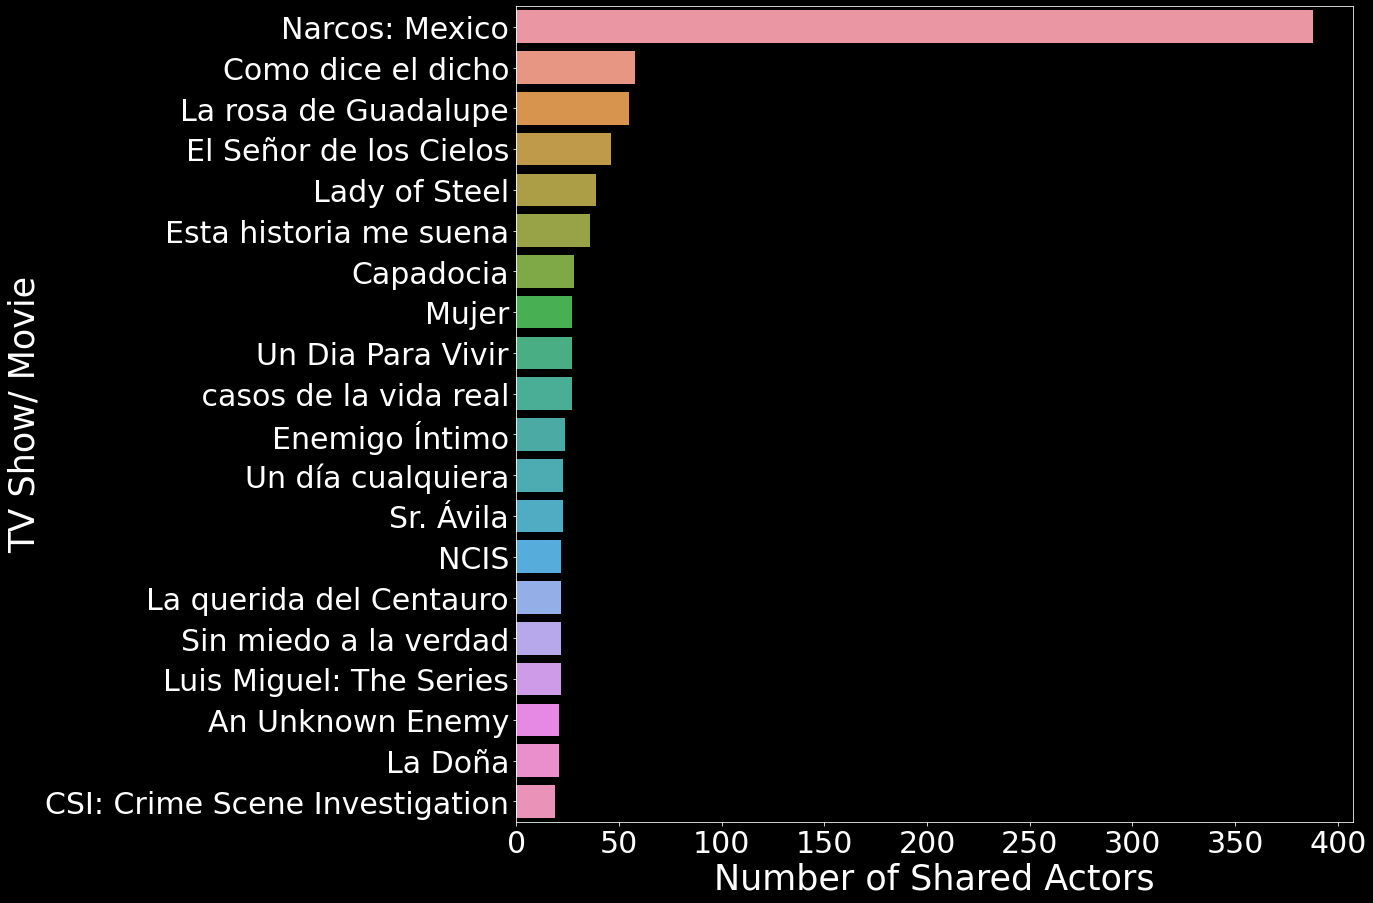 Narcos: Mexico
Como dice el dicho
La rosa de Guadalupe
El Señor de los Cielos
Lady of Steel
Esta historia me suena
Capadocia
Mujer
Un Dia Para Vivir
casos de la vida real
Enemigo Íntimo
Un día cualquiera
Sr. Ávila
NCIS
La querida del Centauro
Sin miedo a la verdad
Luis Miguel: The Series
An Unknown Enemy
La Doña
CSI: Crime Scene Investigation
TV Show/ Movie
0 50 100 150 200 250 300 350 400
Number of Shared Actors